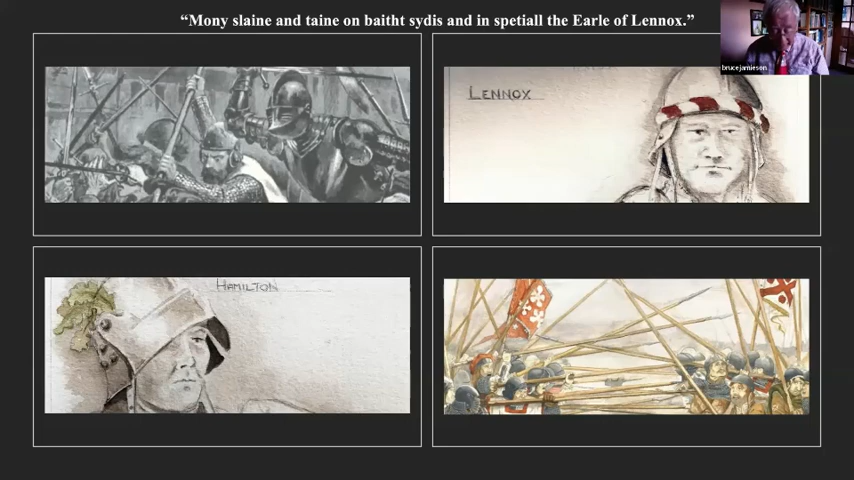 “Mony slaine and taine on baitht sydis and in spetiall the Earle of Lennox.”
brucejamieson
LENNOX
HAMILTON